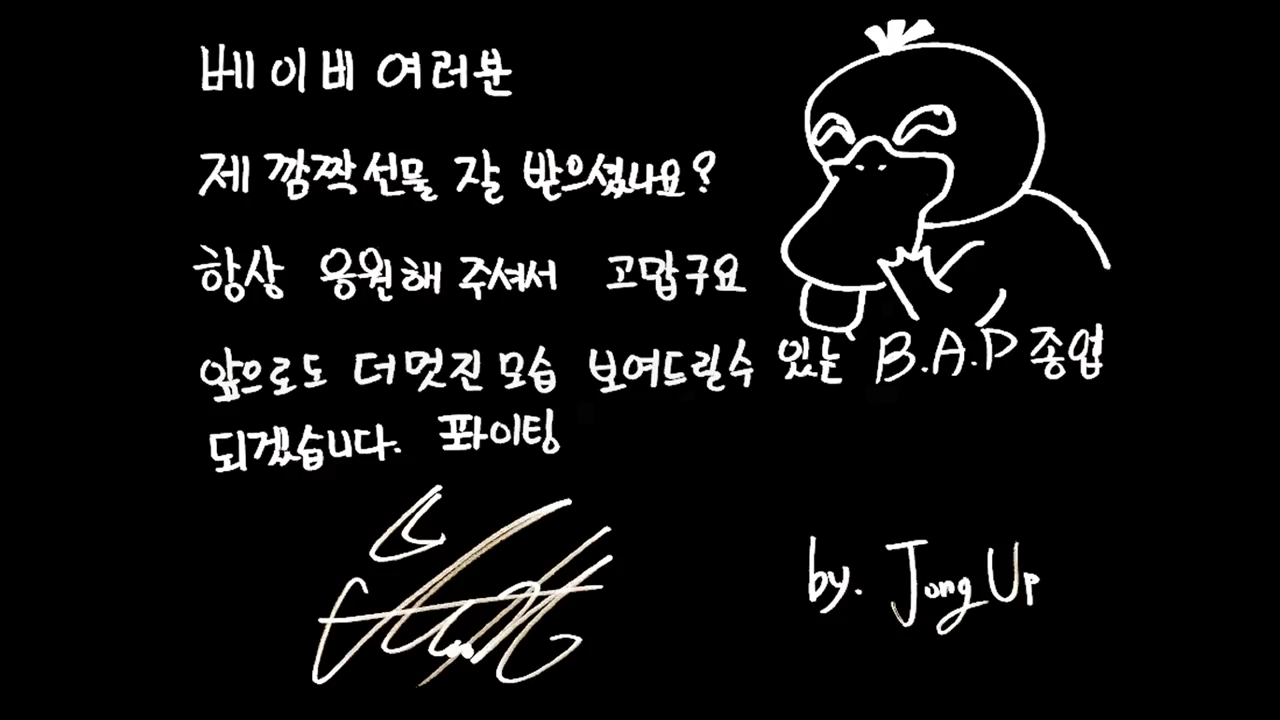 베이비 여러분
제 깜짝선물 잘 받으셨나요?
항상 응원해 주셔서 고맙구요
앞으로도 더 멋진 모습 보여드릴수 있는 B.A.P 종업
되겠습니다. 퐈이팅
by. Jong Up